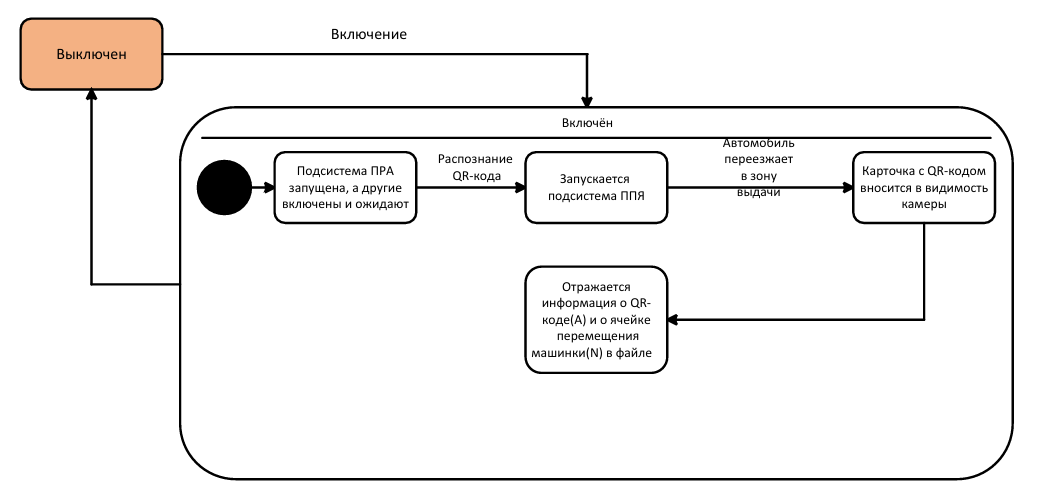 Включение
Выключен
Включён
Подсистема ПРА
запущена, а другие
включены и ожидают
Распознание
QR-кода
Запускается
подсистема ППЯ
Автомобиль
переезжает
в зону
выдачи
Карточка с QR-кодом
вносится в видимость
камеры
Отражается
информация о QR-
коде(А) и о ячейке
перемещения
машинки(N) в файле